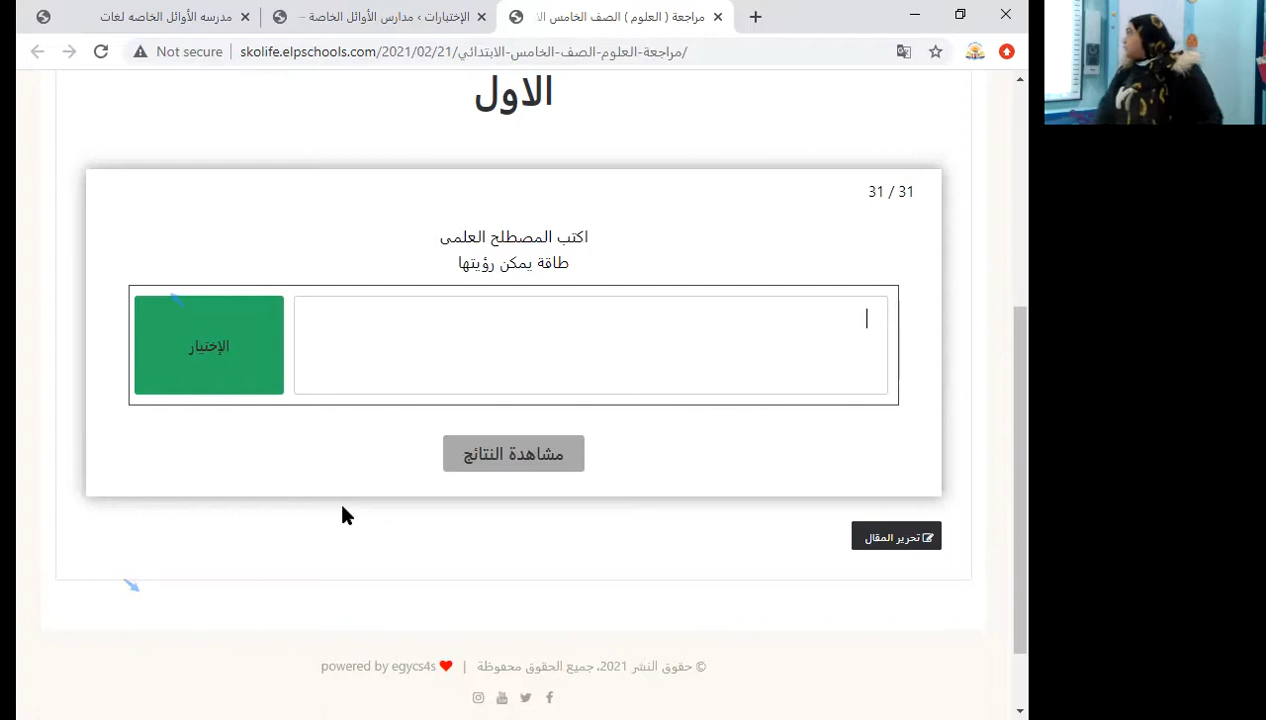 مدرسه الأوائل الخاصه لغات
الإختبارات ‹ مدارس الأوائل الخاصة –
مراجعة ( العلوم ) الصف الخامس الا
Not secure
skolife.elpschools.com/2021/02/21/مراجعة-العلوم-الصف-الخامس-الابتدائي/
الاول
31 / 31
اكتب المصطلح العلمى
طاقة يمكن رؤيتها
الإختيار
مشاهدة النتائج
تحرير المقال
© حقوق النشر 2021، جميع الحقوق محفوظة | powered by egycs4s